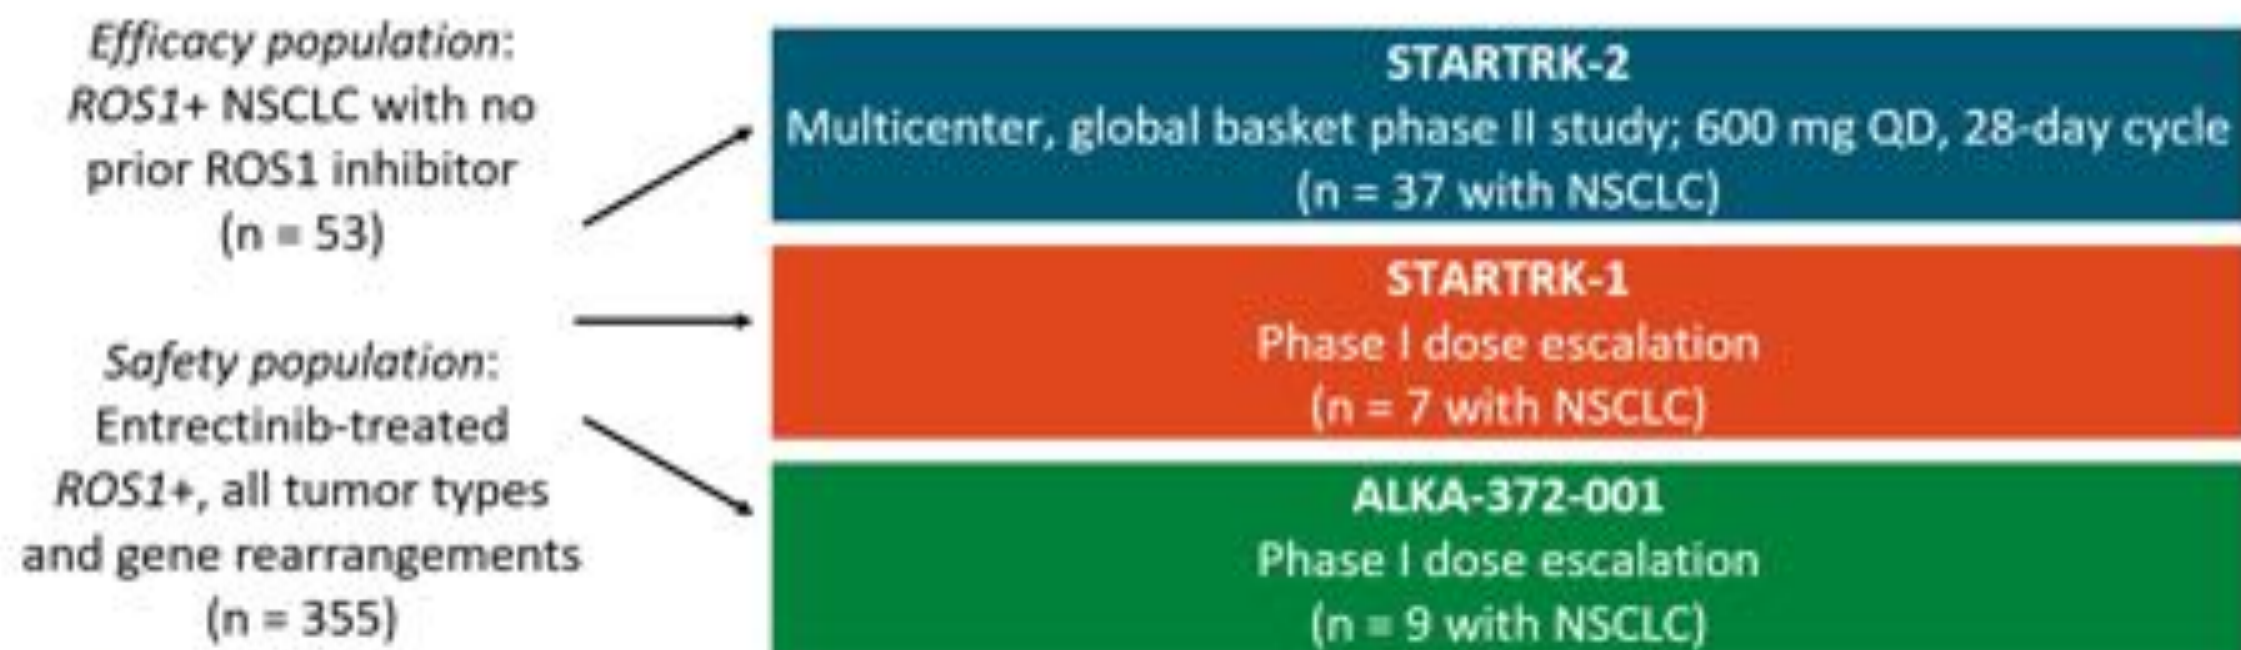 Efficacy population:
ROS1+ NSCLC with no
prior ROS1 inhibitor
(n = 53)
Safety population:
Entrectinib-treated
ROS1+, all tumor types
and gene rearrangements
(n = 355)
STARTRK-2
Multicenter, global basket phase II study; 600 mg QD, 28-day cycle
(n = 37 with NSCLC)
STARTRK-1
Phase I dose escalation
(n = 7 with NSCLC)
ALKA-372-001
Phase I dose escalation
(n = 9 with NSCLC)